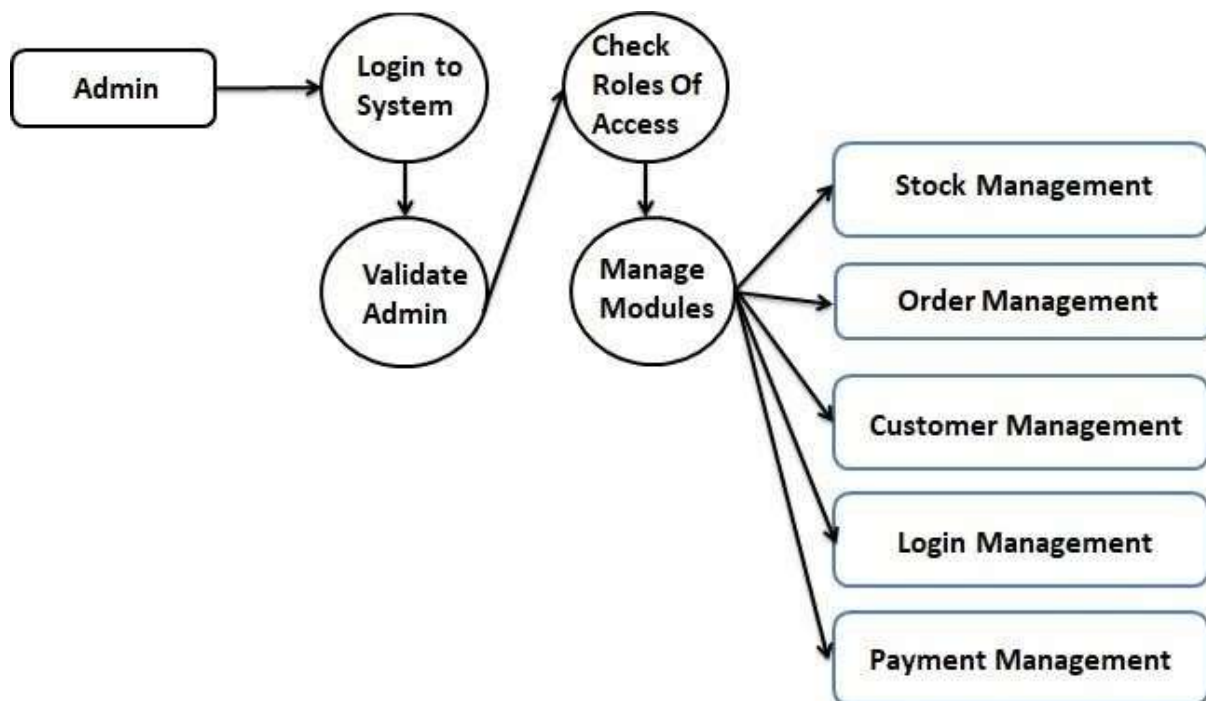 Admin
Login to
System
Validate
Admin
Check
Roles Of
Access
Manage
Modules
Stock Management
Order Management
Customer Management
Login Management
Payment Management